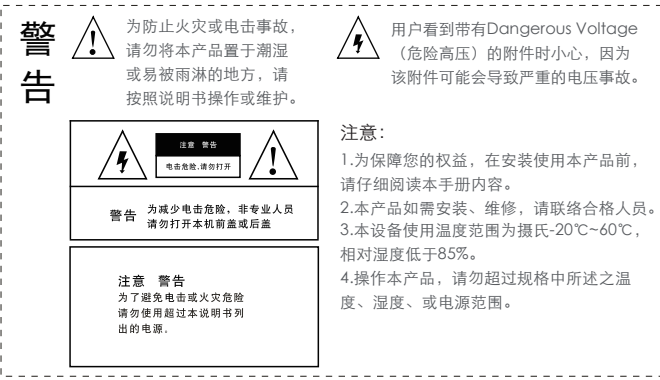 警
告
为防止火灾或电击事故，
请勿将本产品置于潮湿
或易被雨淋的地方，请
按照说明书操作或维护。
用户看到带有Dangerous Voltage
（危险高压）的附件时小心，因为
该附件可能会导致严重的电压事故。
注意 警告
电击危险，请勿打开
警告 为减少电击危险，非专业人员
请勿打开本机前盖或后盖
注意 警告
为了避免电击或火灾危险
请勿使用超过本说明书列
出的电源。
注意：
1.为保障您的权益，在安装使用本产品前，
请仔细阅读本手册内容。
2.本产品如需安装、维修，请联络合格人员。
3.本设备使用温度范围为摄氏-20℃~60℃，
相对湿度低于85%。
4.操作本产品，请勿超过规格中所述之温
度、湿度、或电源范围。